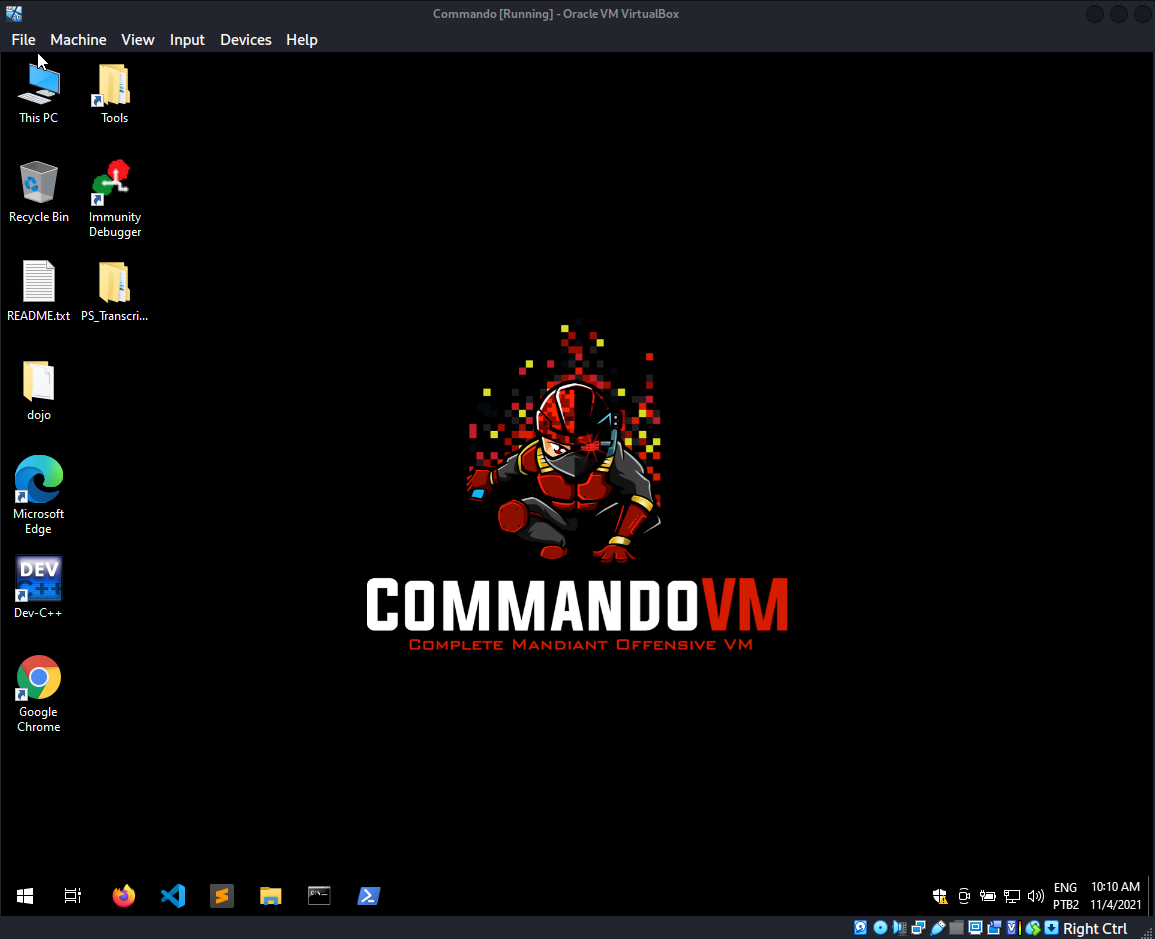 Commando [Running] - Oracle VM VirtualBox
File Machine View Input Devices Help
This PC
Tools
Recycle Bin
Immunity
Debugger
README.txt
PS_Transcri...
dojo
Microsoft
Edge
DEV
C++
Dev-C++
Google
Chrome
COMMANDOVM
COMPLETE MANDIANT OFFENSIVE VM
ENG
PTB2
10:10 AM
11/4/2021
Right Ctrl